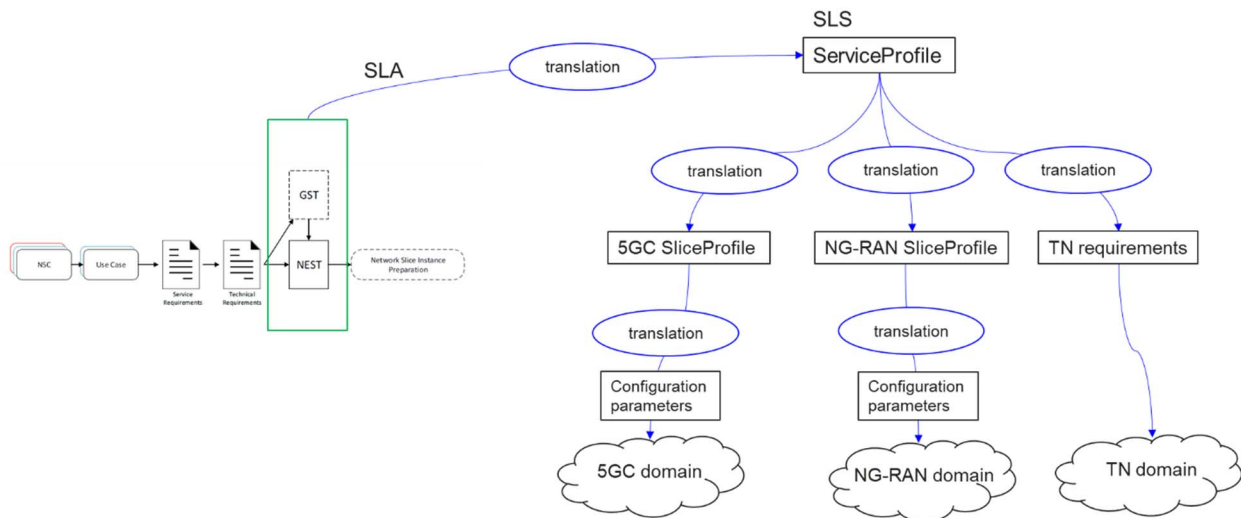 SLS
ServiceProfile
translation
SLA
translation
translation
translation
GST
5GC SliceProfile
NG-RAN SliceProfile
TN requirements
NSC
Use Case
NEST
Network Slice Instance
Preparation
Service
Requirements
Technical
Requirements
translation
translation
Configuration
parameters
Configuration
parameters
5GC domain
NG-RAN domain
TN domain